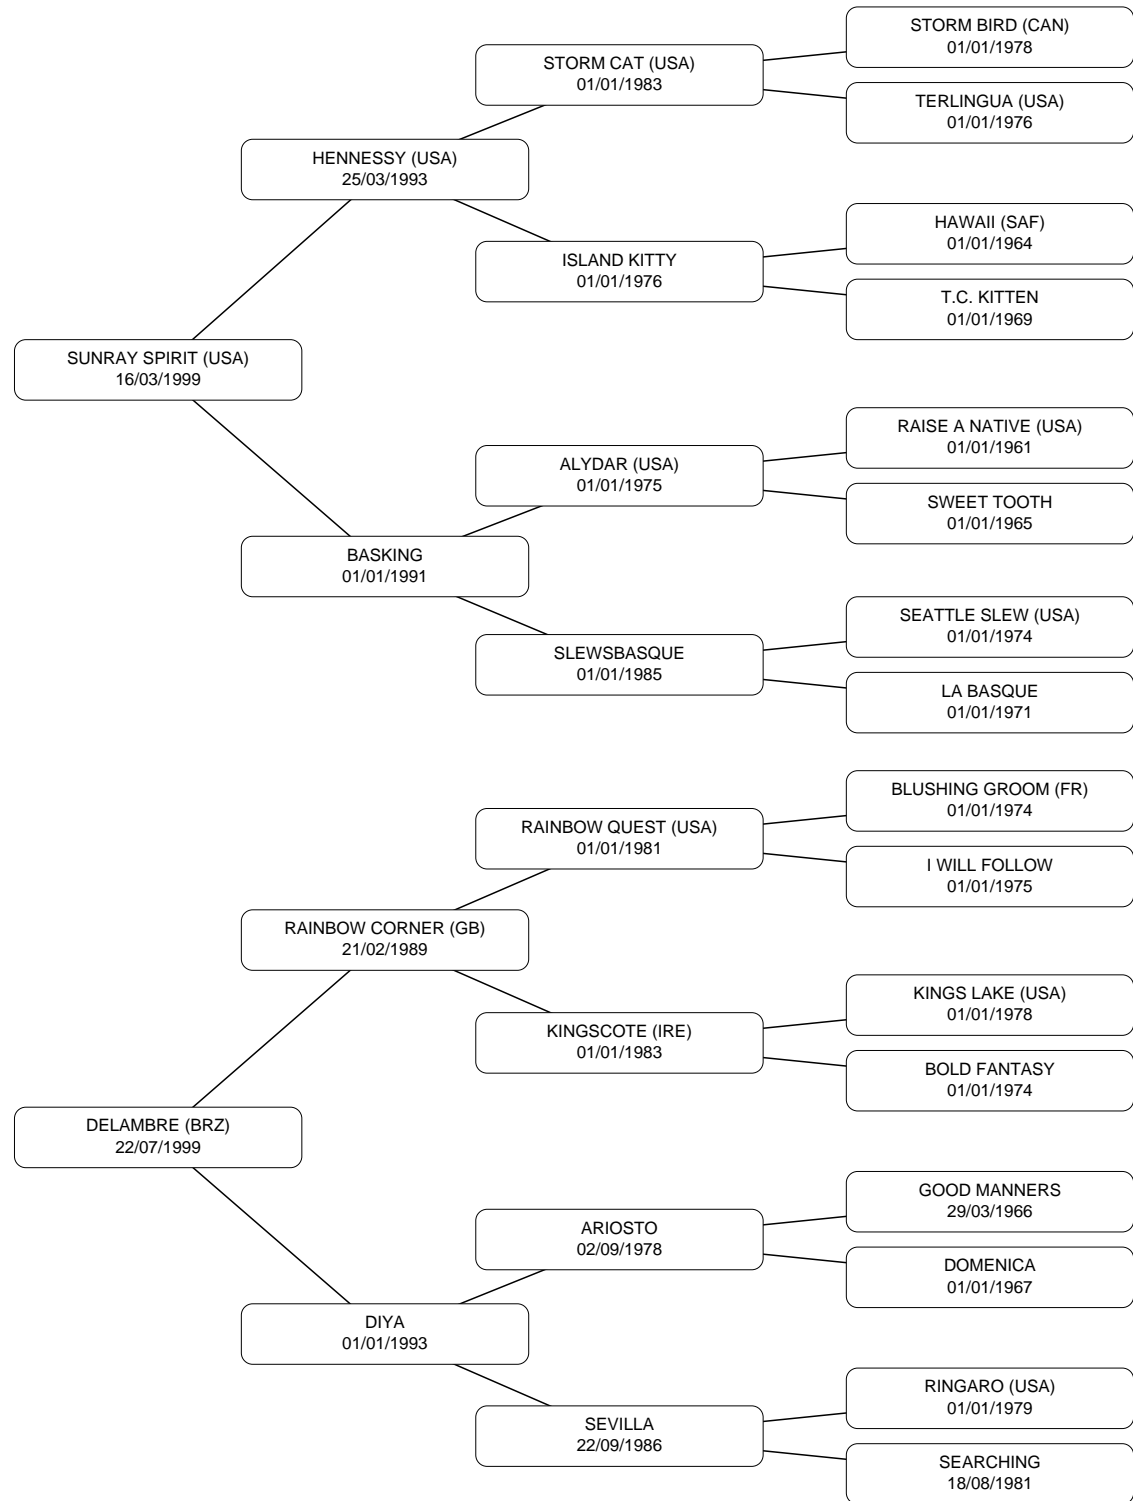 STORM BIRD (CAN)
01/01/1978
STORM CAT (USA)
01/01/1983
TERLINGUA (USA)
01/01/1976
HENNESSY (USA)
25/03/1993
HAWAII (SAF)
01/01/1964
ISLAND KITTY
01/01/1976
T.C. KITTEN
01/01/1969
SUNRAY SPIRIT (USA)
16/03/1999
RAISE A NATIVE (USA)
01/01/1961
ALYDAR (USA)
01/01/1975
SWEET TOOTH
01/01/1965
BASKING
01/01/1991
SEATTLE SLEW (USA)
01/01/1974
SLEWSBASQUE
01/01/1985
LA BASQUE
01/01/1971
BLUSHING GROOM (FR)
01/01/1974
RAINBOW QUEST (USA)
01/01/1981
I WILL FOLLOW
01/01/1975
RAINBOW CORNER (GB)
21/02/1989
KINGS LAKE (USA)
01/01/1978
KINGSCOTE (IRE)
01/01/1983
BOLD FANTASY
01/01/1974
DELAMBRE (BRZ)
22/07/1999
GOOD MANNERS
29/03/1966
ARIOSTO
02/09/1978
DOMENICA
01/01/1967
DIYA
01/01/1993
RINGARO (USA)
01/01/1979
SEVILLA
22/09/1986
SEARCHING
18/08/1981